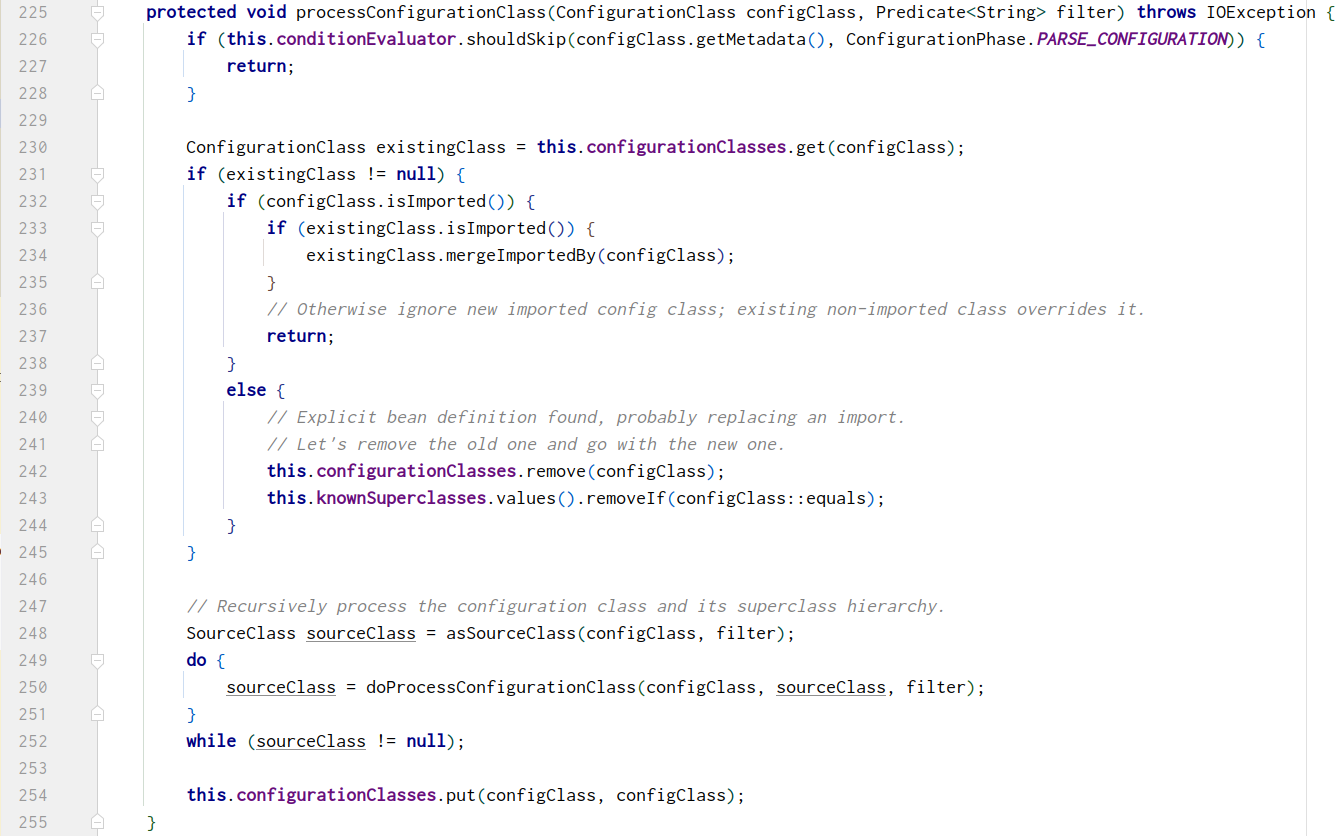 225 protected void processConfigurationClass(ConfigurationClass configClass, Predicate<String> filter) throws IOException {
226 if (this.conditionEvaluator.shouldSkip(configClass.getMetadata(), ConfigurationPhase.PARSE_CONFIGURATION)) {
227 return;
228 }
229
230 ConfigurationClass existingClass = this.configurationClasses.get(configClass);
231 if (existingClass != null) {
232 if (configClass.isImported()) {
233 if (existingClass.isImported()) {
234 existingClass.mergeImportedBy(configClass);
235 }
236 // Otherwise ignore new imported config class; existing non-imported class overrides it.
237 return;
238 }
239 else {
240 // Explicit bean definition found, probably replacing an import.
241 // Let's remove the old one and go with the new one.
242 this.configurationClasses.remove(configClass);
243 this.knownSuperclasses.values().removeIf(configClass::equals);
244 }
245 }
246
247 // Recursively process the configuration class and its superclass hierarchy.
248 SourceClass sourceClass = asSourceClass(configClass, filter);
249 do {
250 sourceClass = doProcessConfigurationClass(configClass, sourceClass, filter);
251 }
252 while (sourceClass != null);
253
254 this.configurationClasses.put(configClass, configClass);
255 }